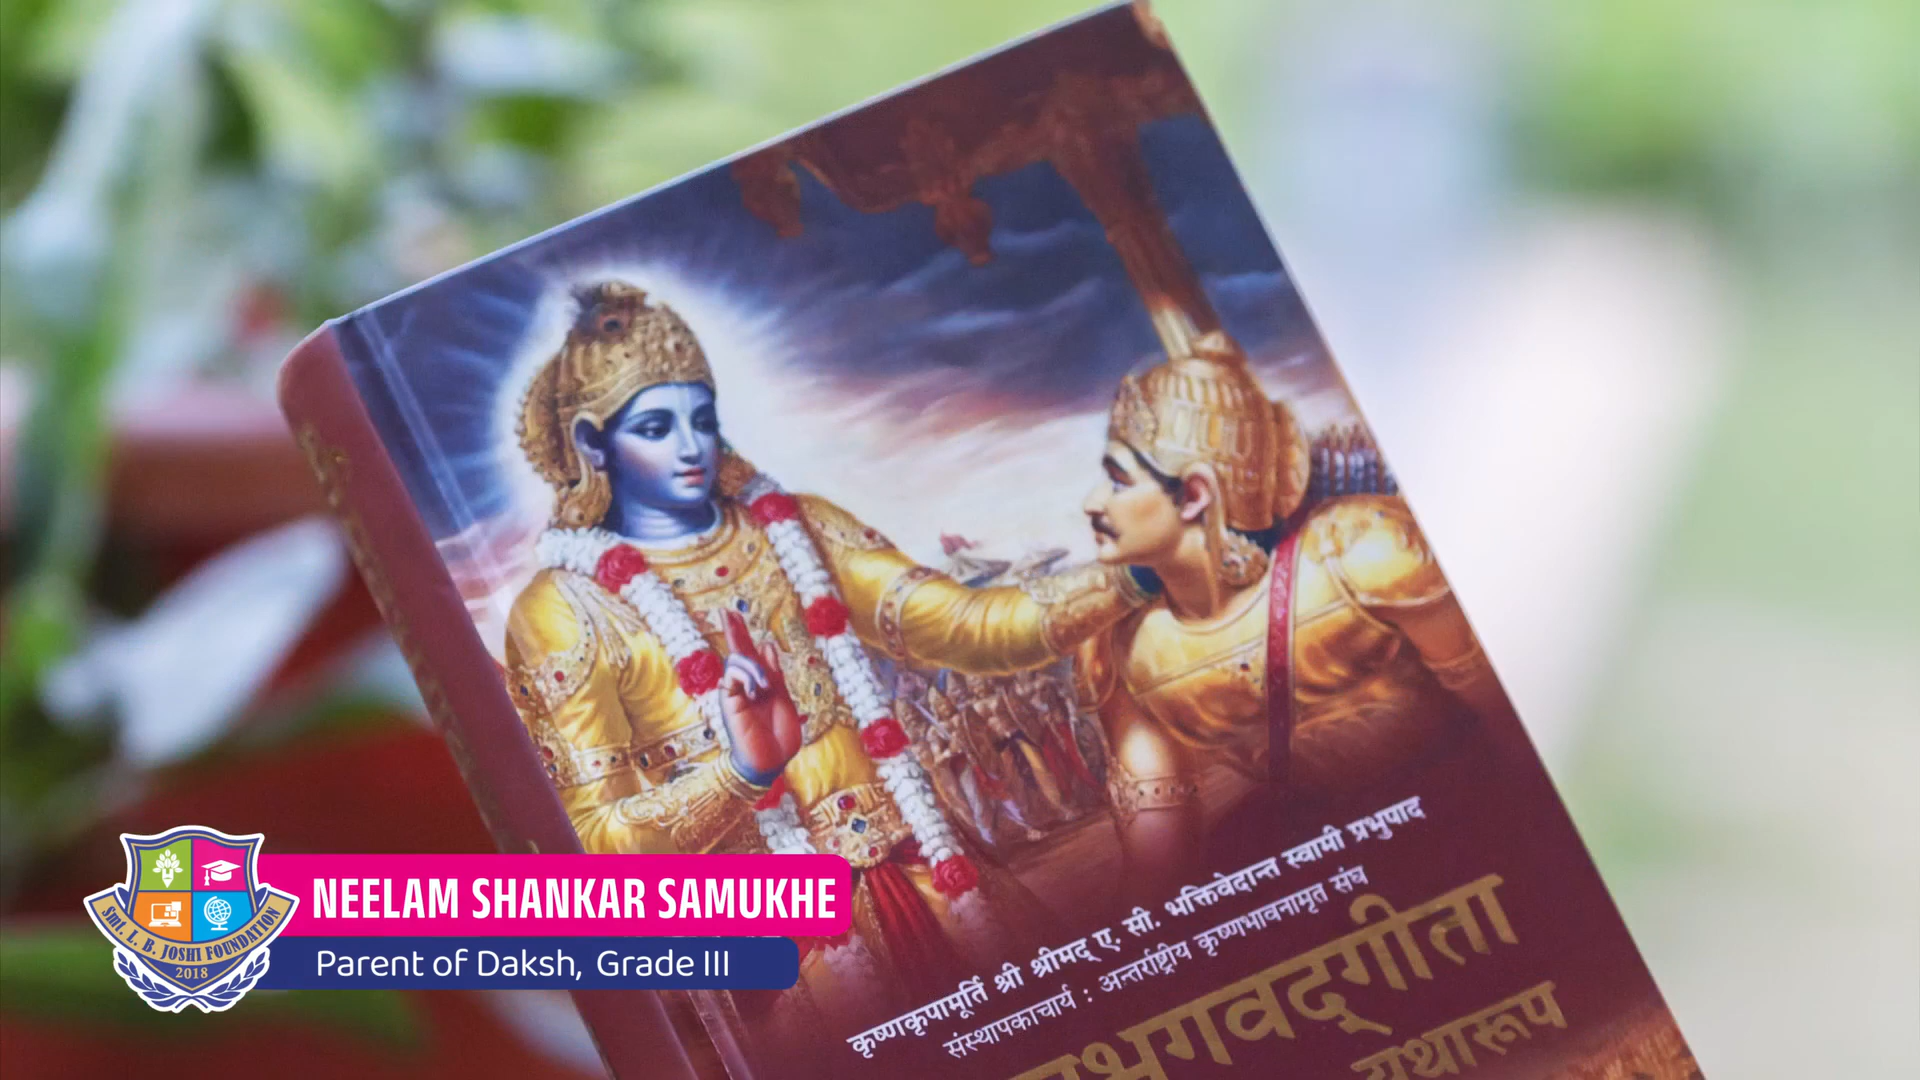 कृष्णकृपामूर्ति श्री श्रीमद् ए. सी. भक्तिवेदान्त स्वामी प्रभुपाद
संस्थापकाचार्य : अन्तर्राष्ट्रीय कृष्णभावनामृत संघ
भगवद्गीता
यथारूप
NEELAM SHANKAR SAMUKHE
Parent of Daksh, Grade III
Smt. L. B. JOSHI FOUNDATION
2018